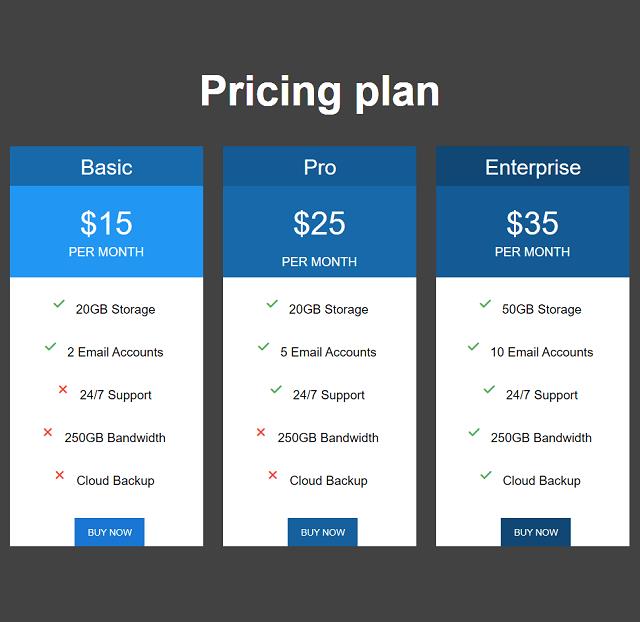 Pricing plan
Basic
$15
PER MONTH
20GB Storage
2 Email Accounts
24/7 Support
250GB Bandwidth
Cloud Backup
BUY NOW
Pro
$25
PER MONTH
20GB Storage
5 Email Accounts
24/7 Support
250GB Bandwidth
Cloud Backup
BUY NOW
Enterprise
$35
PER MONTH
50GB Storage
10 Email Accounts
24/7 Support
250GB Bandwidth
Cloud Backup
BUY NOW